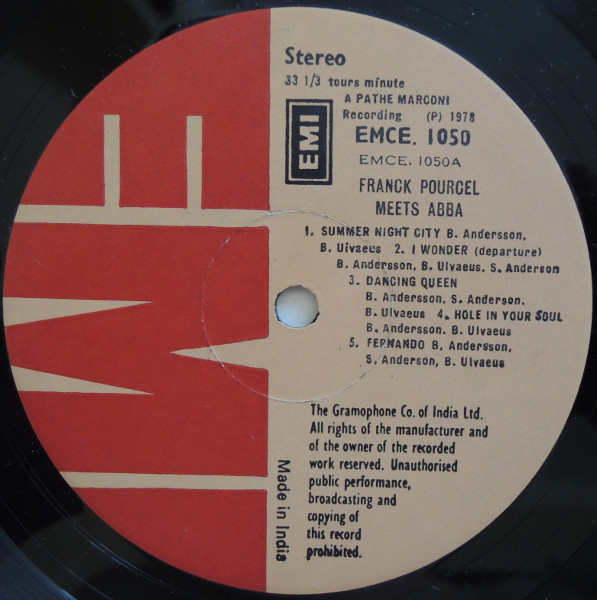 Stereo
33 1/3 tours minute
A PATHE MARCONI
Recording (P) 1978
EMI
EMCE. 1050
EMCE. 1050A
FRANCK POURCEL
MEETS ABBA
1. SUMMER NIGHT CITY B. Andersson,
B. Ulvaeus 2. I WONDER (departure)
B. Andersson, B. Ulvaeus, S. Anderson
3. DANCING QUEEN
B. Andersson, S. Anderson,
B. Ulvaeus 4. HOLE IN YOUR SOUL
B. Andersson, B. Ulvaeus
5. FERNANDO B. Andersson,
S. Anderson, B. Ulvaeus
The Gramophone Co. of India Ltd.
All rights of the manufacturer and
of the owner of the recorded
work reserved. Unauthorised
public performance,
broadcasting and
copying of
this record
prohibited.
Made in India
EMI